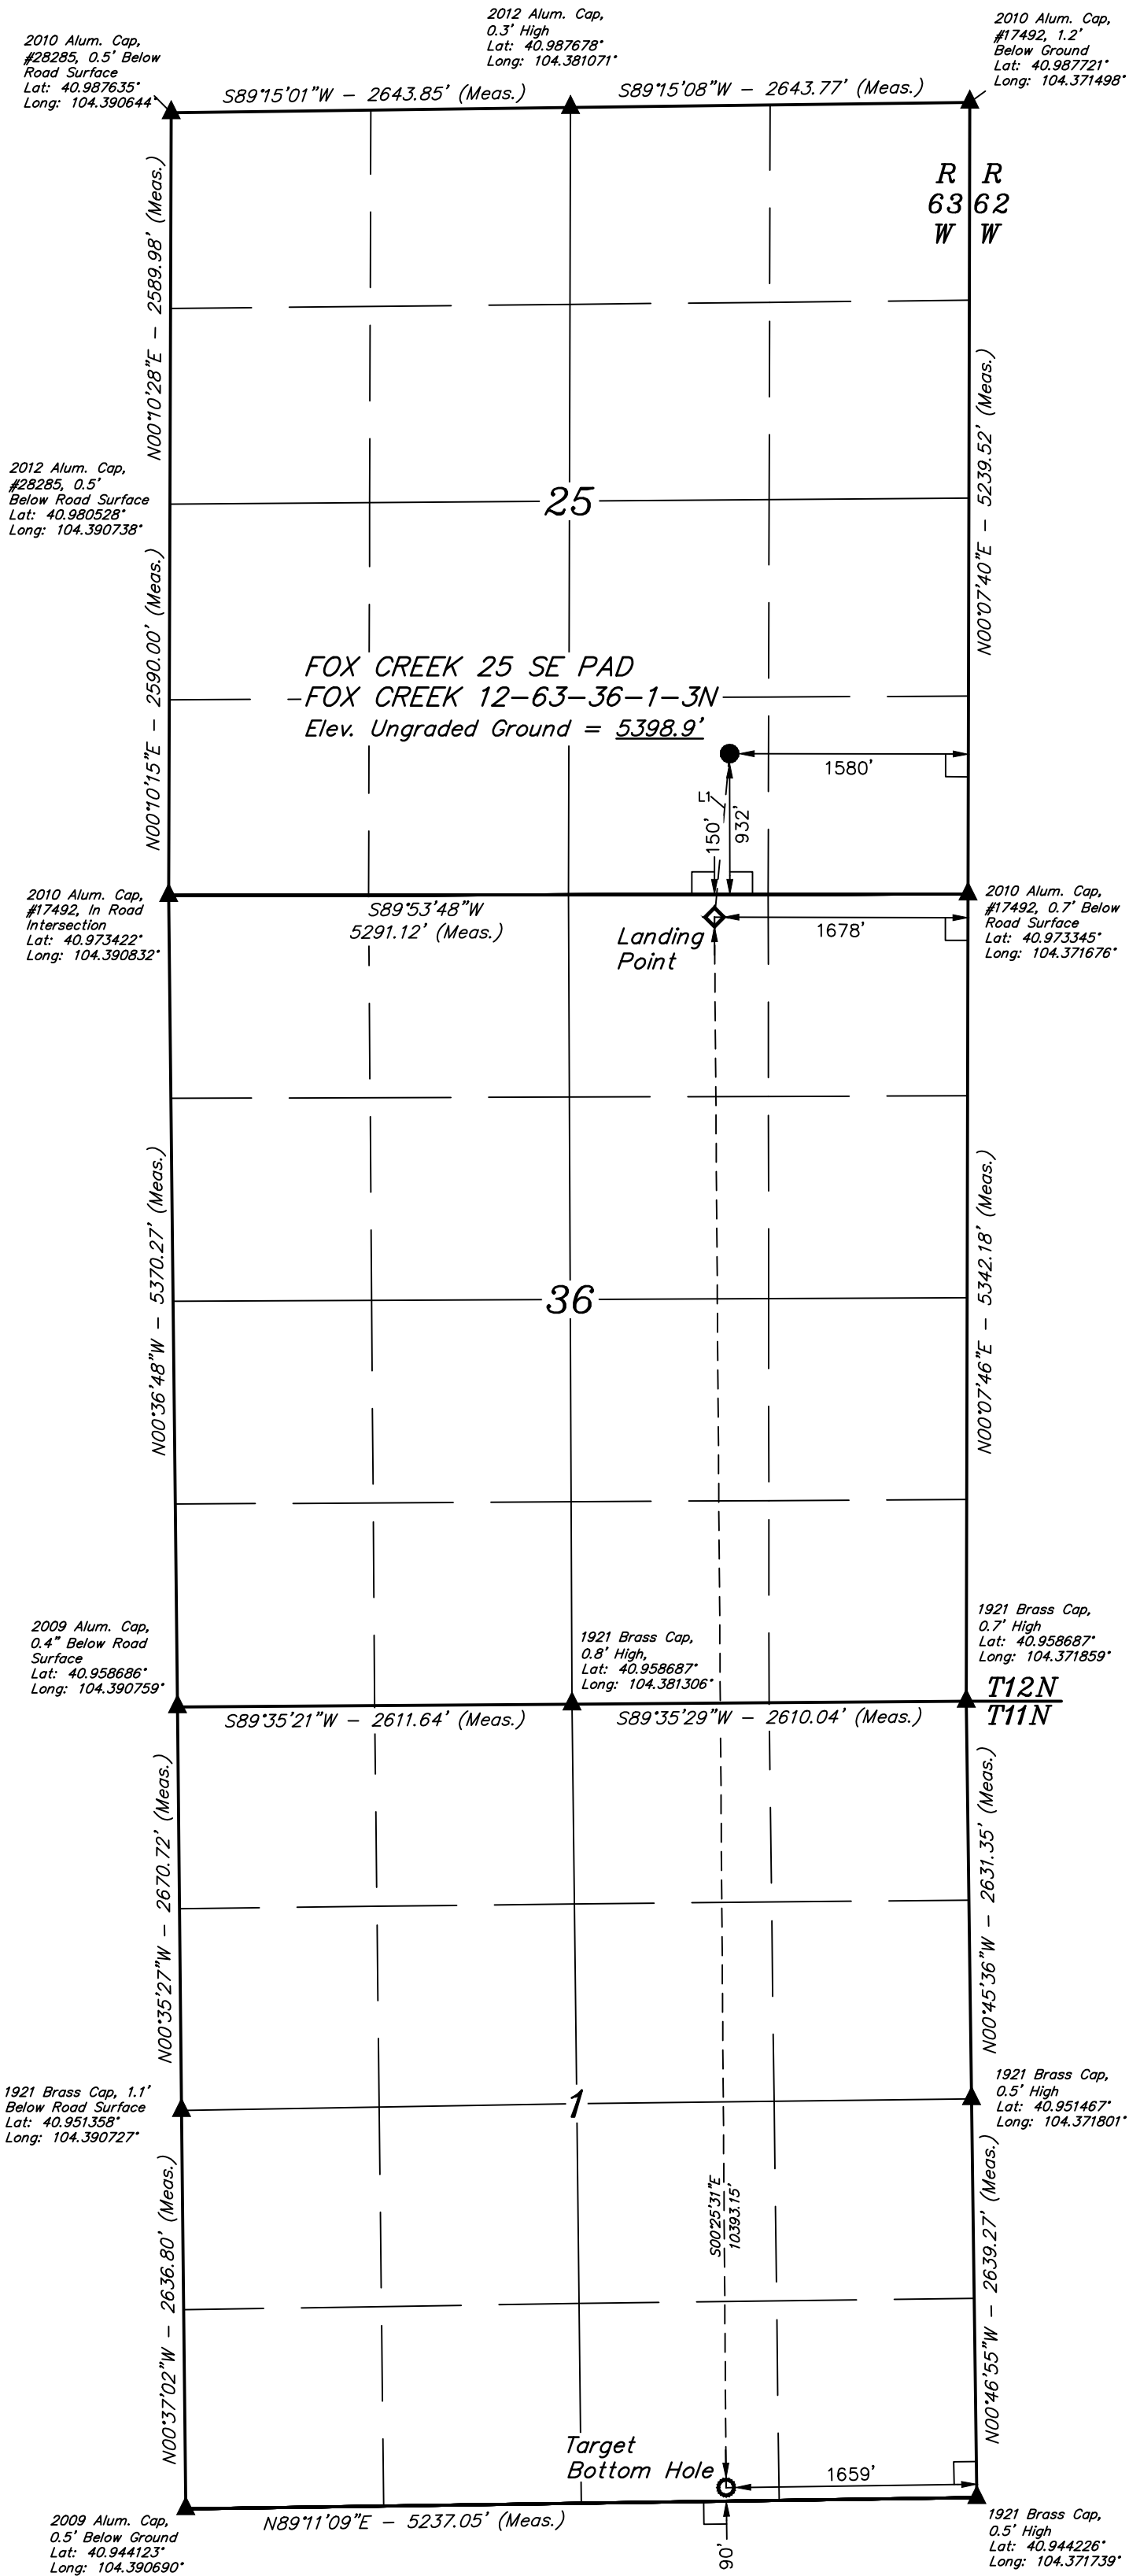 2012 Alum. Cap,
0.3' High
Lat: 40.987678°
Long: 104.381071°
2010 Alum. Cap,
#17492, 1.2'
Below Ground
Lat: 40.987721°
Long: 104.371498°
2010 Alum. Cap,
#28285, 0.5' Below
Road Surface
Lat: 40.987635°
Long: 104.390644°
S89°15'01"W - 2643.85' (Meas.)
S89°15'08"W - 2643.77' (Meas.)
R R
63 62
W W
N00°10'28"E - 2589.98' (Meas.)
N00°07'40"E - 5239.52' (Meas.)
2012 Alum. Cap,
#28285, 0.5'
Below Road Surface
Lat: 40.980528°
Long: 104.390738°
25
N00°10'15"E - 2590.00' (Meas.)
FOX CREEK 25 SE PAD
FOX CREEK 12-63-36-1-3N
Elev. Ungraded Ground = 5398.9'
1580'
L1
150'
932'
2010 Alum. Cap,
#17492, In Road
Intersection
Lat: 40.973422°
Long: 104.390832°
S89°53'48"W
5291.12' (Meas.)
Landing
Point
1678'
2010 Alum. Cap,
#17492, 0.7' Below
Road Surface
Lat: 40.973345°
Long: 104.371676°
N00°36'48"W - 5370.27' (Meas.)
N00°07'46"E - 5342.18' (Meas.)
36
2009 Alum. Cap,
0.4" Below Road
Surface
Lat: 40.958686°
Long: 104.390759°
1921 Brass Cap,
0.8' High,
Lat: 40.958687°
Long: 104.381306°
1921 Brass Cap,
0.7' High
Lat: 40.958687°
Long: 104.371859°
T12N
T11N
S89°35'21"W - 2611.64' (Meas.)
S89°35'29"W - 2610.04' (Meas.)
N00°35'27"W - 2670.72' (Meas.)
N00°45'36"W - 2631.35' (Meas.)
1921 Brass Cap, 1.1'
Below Road Surface
Lat: 40.951358°
Long: 104.390727°
1
1921 Brass Cap,
0.5' High
Lat: 40.951467°
Long: 104.371801°
S00°25'31"E
10393.15'
N00°37'02"W - 2636.80' (Meas.)
N00°46'55"W - 2639.27' (Meas.)
Target
Bottom Hole
1659'
N89°11'09"E - 5237.05' (Meas.)
90'
2009 Alum. Cap,
0.5' Below Ground
Lat: 40.944123°
Long: 104.390690°
1921 Brass Cap,
0.5' High
Lat: 40.944226°
Long: 104.371739°